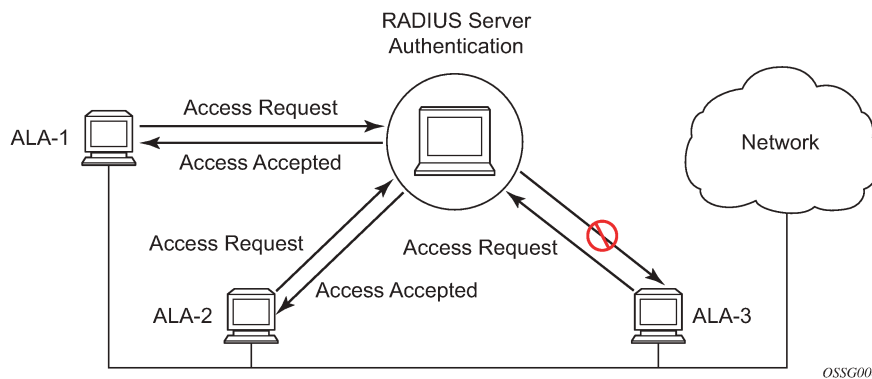 RADIUS Server
Authentication
Access Request
ALA-1
Access Accepted
Network
Access Request
Access Request
Access Accepted
ALA-2
ALA-3
OSSG00